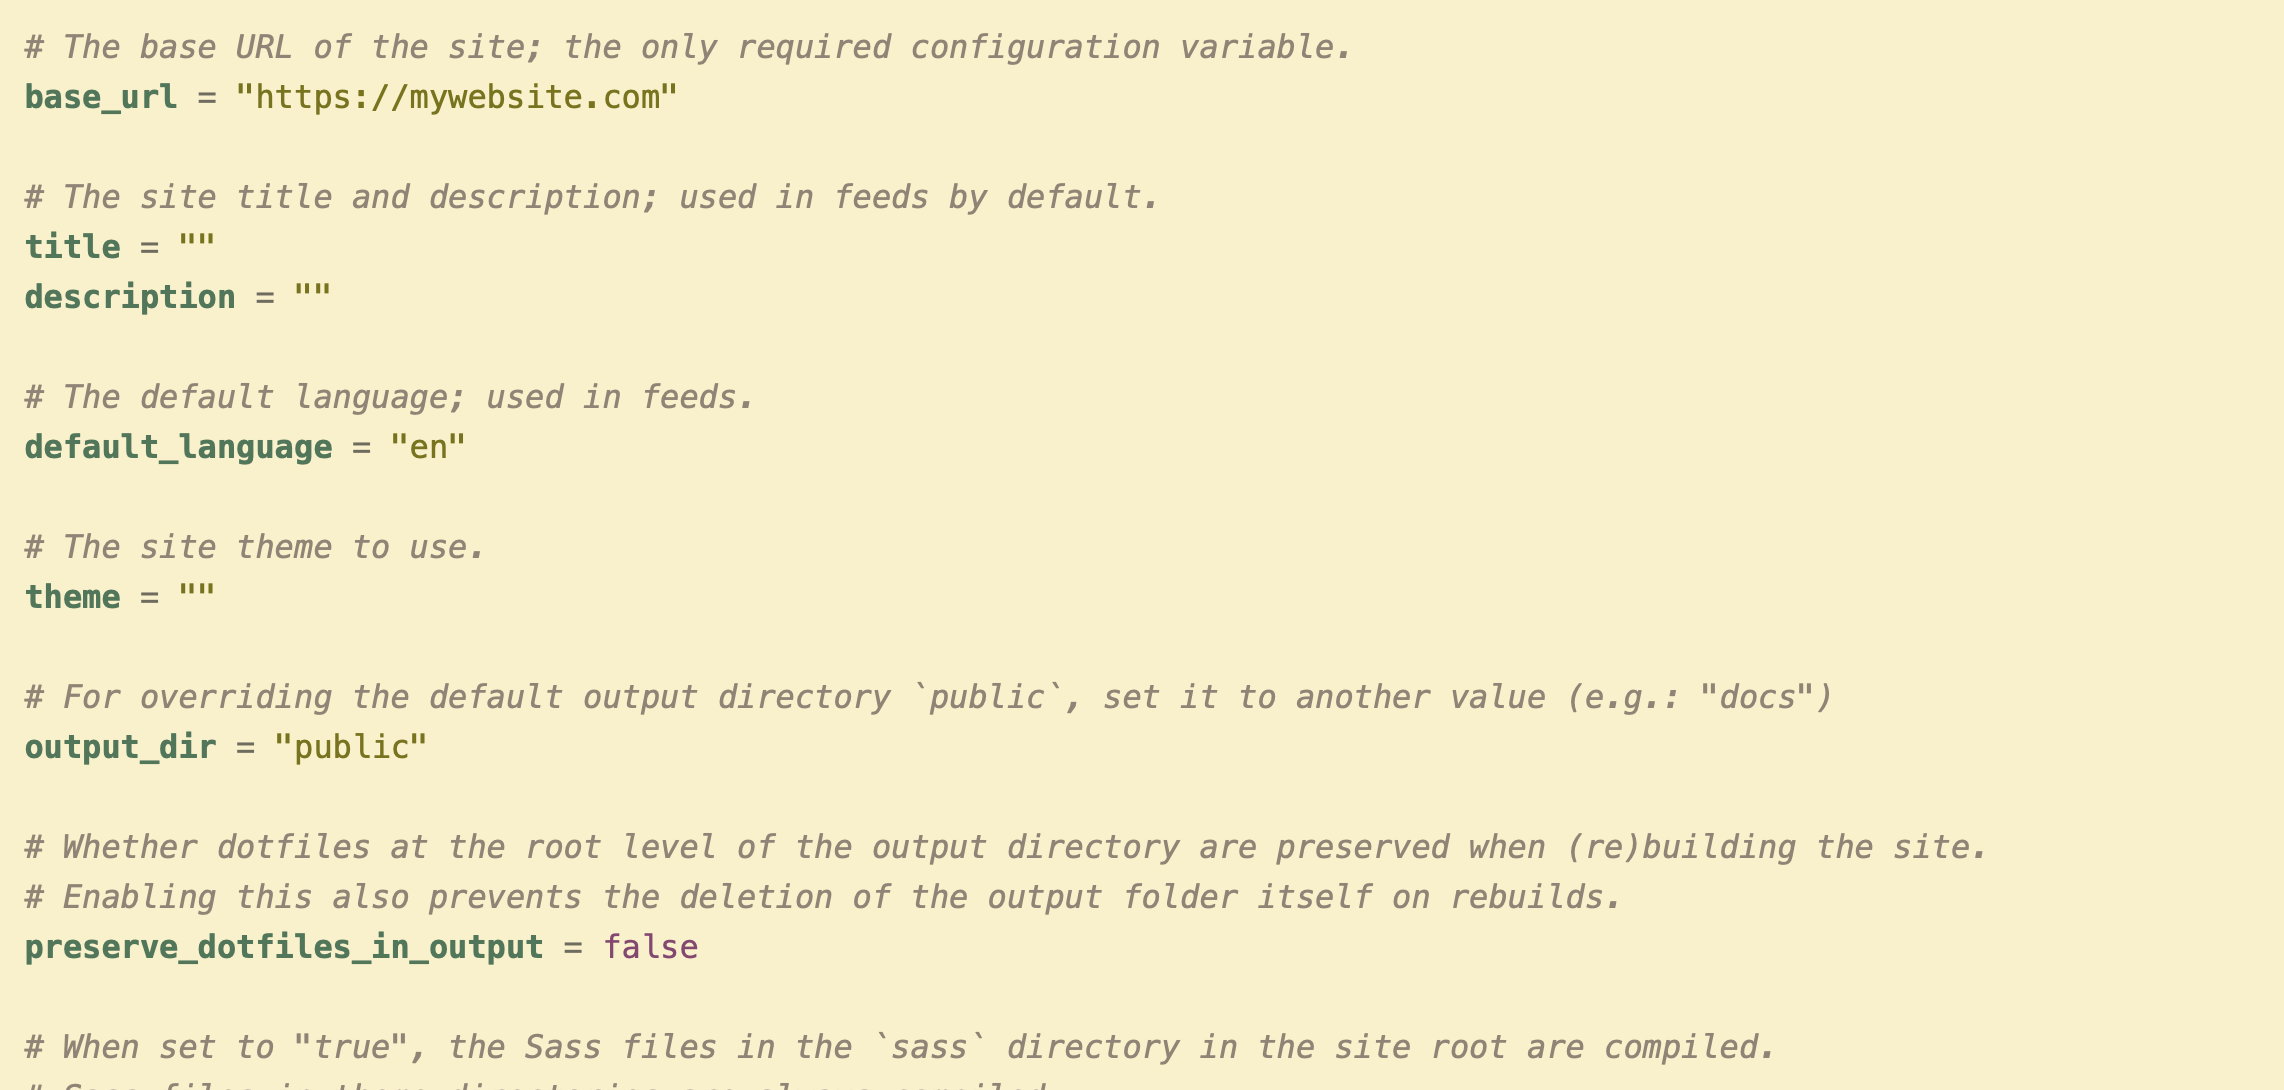 # The base URL of the site; the only required configuration variable.
base_url = "https://mywebsite.com"
# The site title and description; used in feeds by default.
title = ""
description = ""
# The default language; used in feeds.
default_language = "en"
# The site theme to use.
theme = ""
# For overriding the default output directory `public`, set it to another value (e.g.: "docs")
output_dir = "public"
# Whether dotfiles at the root level of the output directory are preserved when (re)building the site.
# Enabling this also prevents the deletion of the output folder itself on rebuilds.
preserve_dotfiles_in_output = false
# When set to "true", the Sass files in the `sass` directory in the site root are compiled.